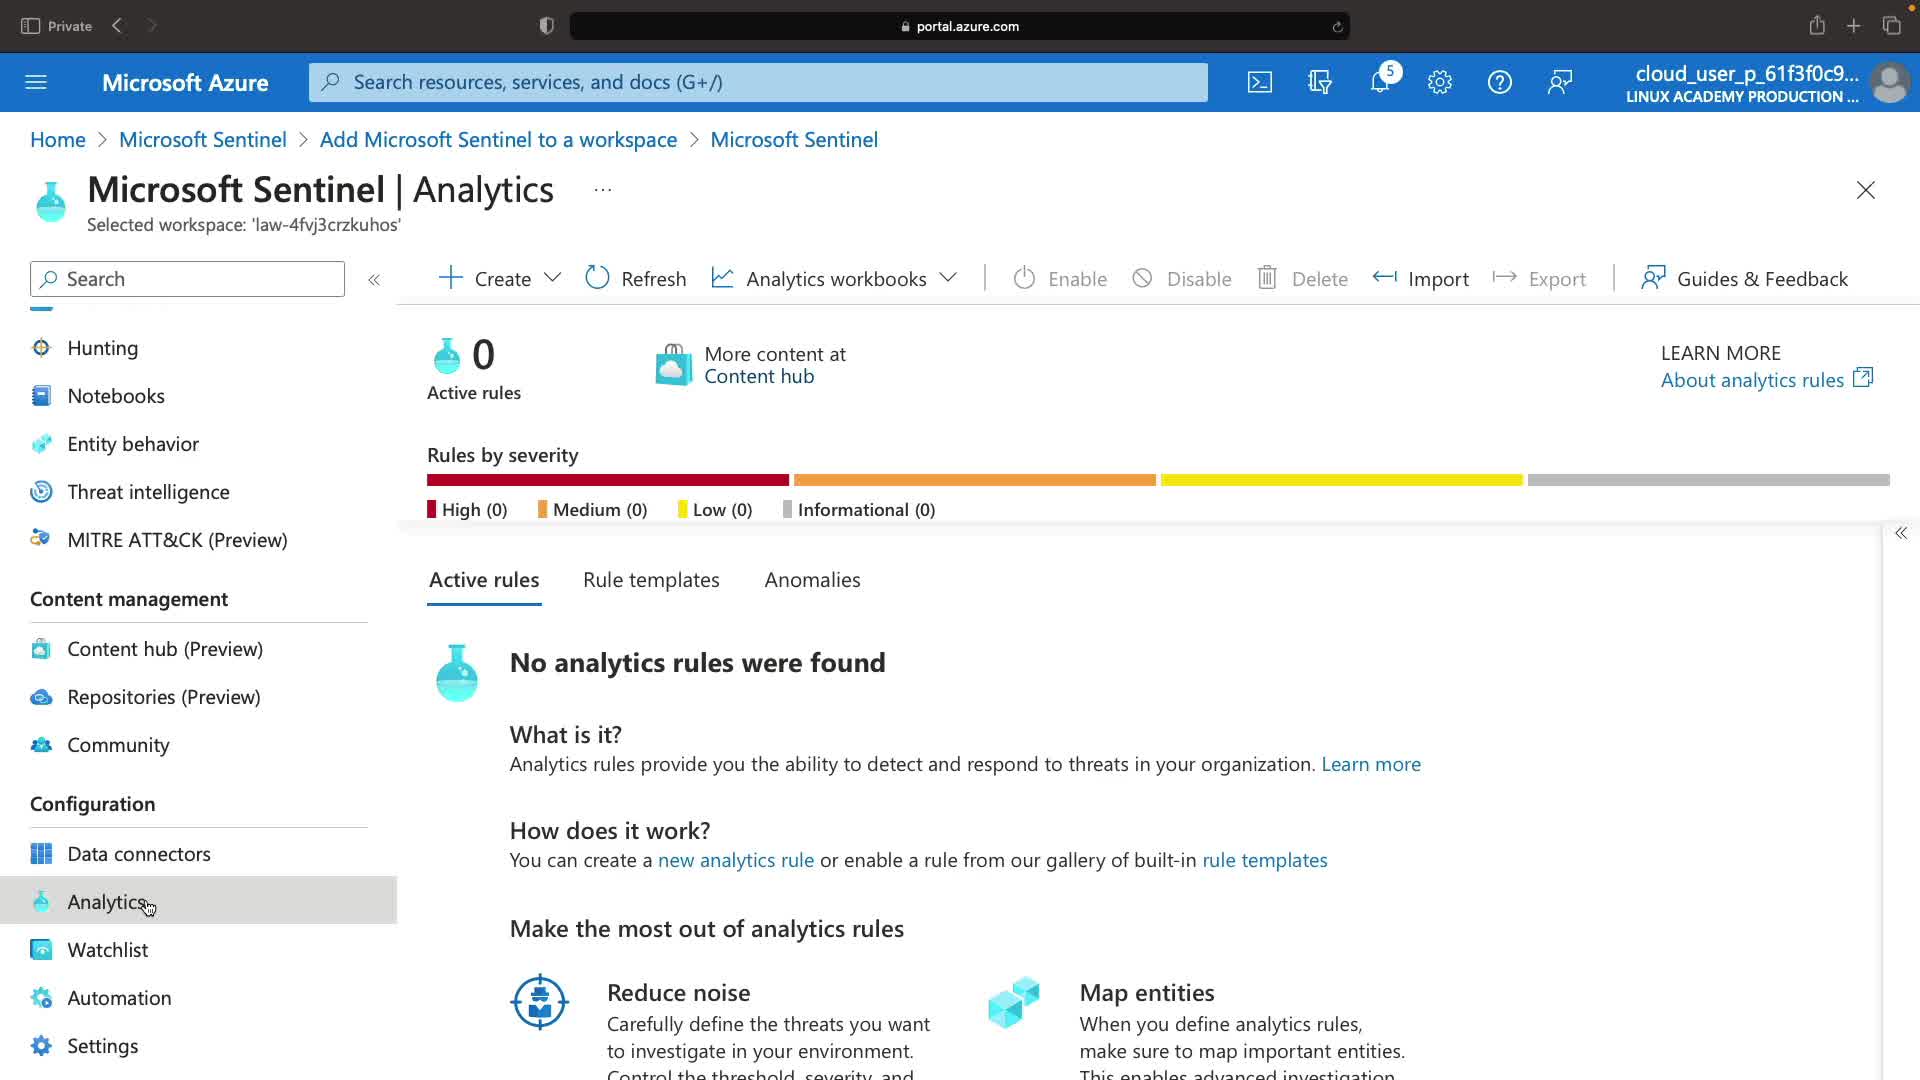 Private
portal.azure.com
Microsoft Azure
Search resources, services, and docs (G+/)
5
cloud_user_p_61f3f0c9...
LINUX ACADEMY PRODUCTION ...
Home > Microsoft Sentinel > Add Microsoft Sentinel to a workspace > Microsoft Sentinel
Microsoft Sentinel | Analytics ...
Selected workspace: 'law-4fvj3crzkuhos'
Search «
Create Refresh Analytics workbooks Enable Disable Delete Import Export Guides & Feedback
Hunting
Notebooks
Entity behavior
Threat intelligence
MITRE ATT&CK (Preview)
Content management
Content hub (Preview)
Repositories (Preview)
Community
Configuration
Data connectors
Analytics
Watchlist
Automation
Settings
0
Active rules
More content at
Content hub
LEARN MORE
About analytics rules
Rules by severity
High (0) Medium (0) Low (0) Informational (0)
«
Active rules Rule templates Anomalies
No analytics rules were found
What is it?
Analytics rules provide you the ability to detect and respond to threats in your organization. Learn more
How does it work?
You can create a new analytics rule or enable a rule from our gallery of built-in rule templates
Make the most out of analytics rules
Reduce noise
Carefully define the threats you want
to investigate in your environment.
Control the threshold, severity, and
Map entities
When you define analytics rules,
make sure to map important entities.
This enables advanced investigation